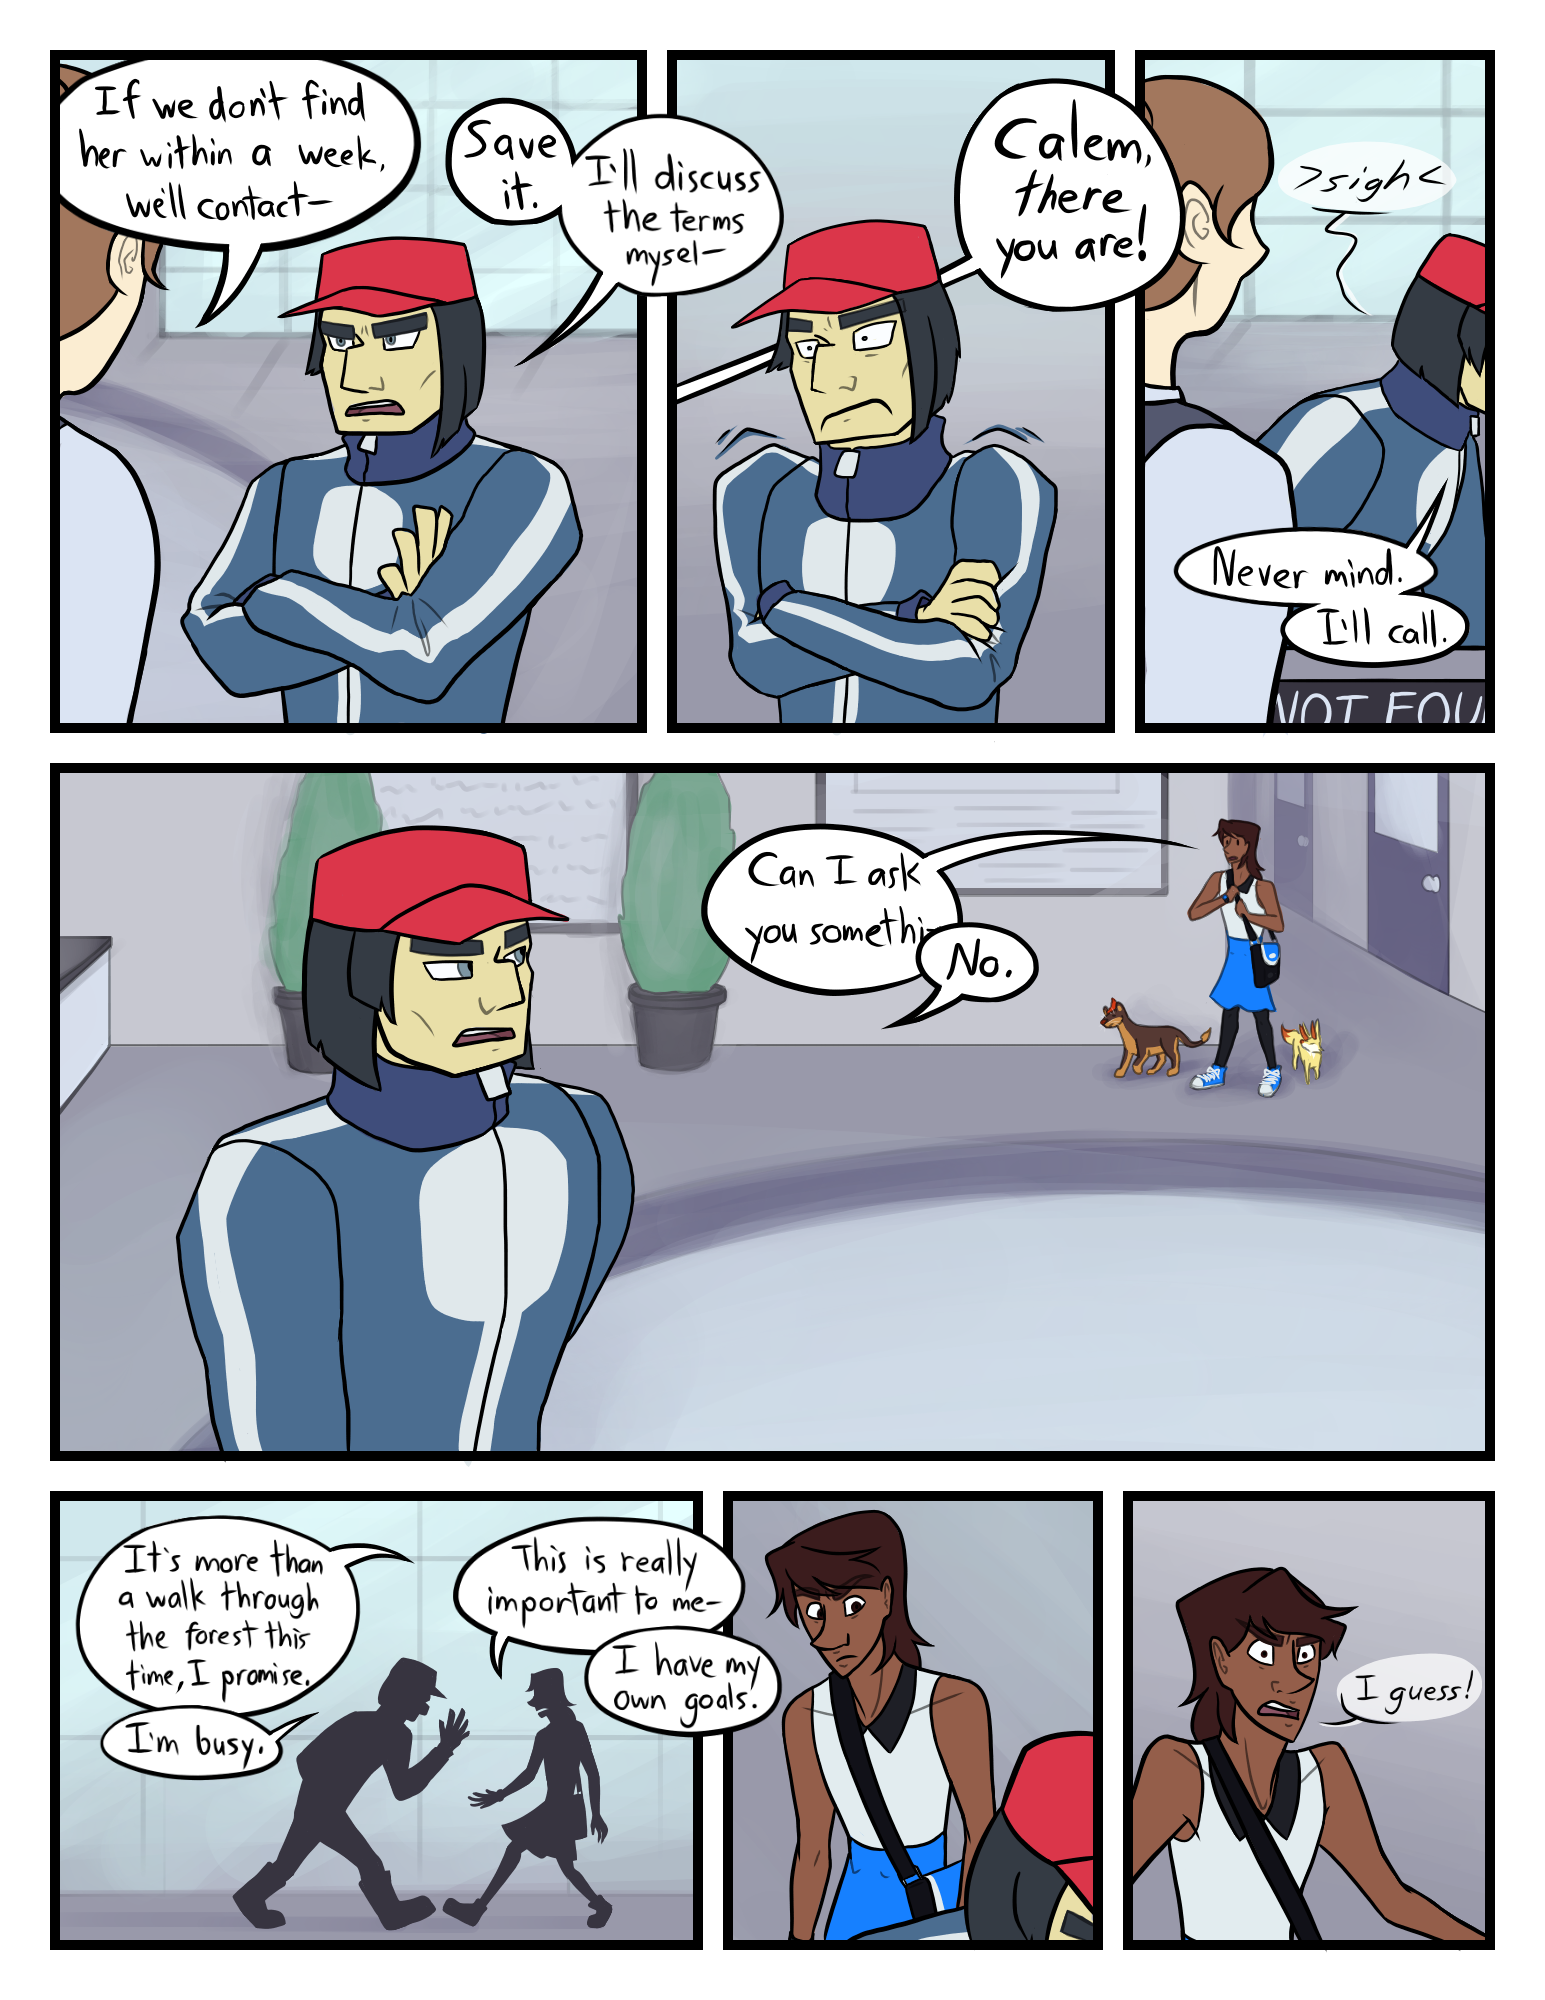 If we don't find
her within a week,
we'll contact—
Save
it.
I'll discuss
the terms
mysel—
Calem,
there
you are!
>sigh<
Never mind.
I'll call.
NOT FOU
Can I ask
you somethi-
No.
It's more than
a walk through
the forest this
time, I promise.
I'm busy.
This is really
important to me-
I have my
own goals.
I guess!